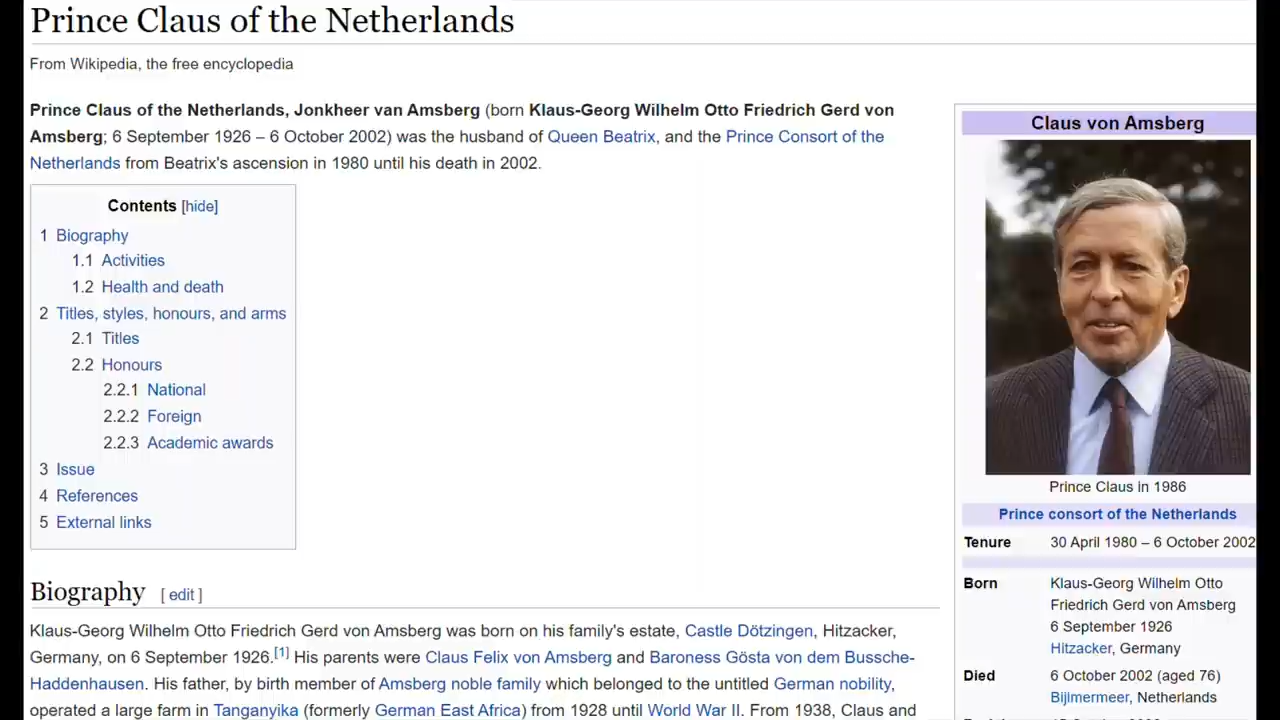 Prince Claus of the Netherlands
From Wikipedia, the free encyclopedia
Prince Claus of the Netherlands, Jonkheer van Amsberg (born Klaus-Georg Wilhelm Otto Friedrich Gerd von
Amsberg; 6 September 1926 – 6 October 2002) was the husband of Queen Beatrix, and the Prince Consort of the
Netherlands from Beatrix's ascension in 1980 until his death in 2002.
Contents [hide]
1 Biography
1.1 Activities
1.2 Health and death
2 Titles, styles, honours, and arms
2.1 Titles
2.2 Honours
2.2.1 National
2.2.2 Foreign
2.2.3 Academic awards
3 Issue
4 References
5 External links
Biography [ edit ]
Klaus-Georg Wilhelm Otto Friedrich Gerd von Amsberg was born on his family's estate, Castle Dötzingen, Hitzacker,
Germany, on 6 September 1926.[1] His parents were Claus Felix von Amsberg and Baroness Gösta von dem Bussche-
Haddenhausen. His father, by birth member of Amsberg noble family which belonged to the untitled German nobility,
operated a large farm in Tanganyika (formerly German East Africa) from 1928 until World War II. From 1938, Claus and
Claus von Amsberg
Prince Claus in 1986
Prince consort of the Netherlands
Tenure 30 April 1980 – 6 October 2002
Born Klaus-Georg Wilhelm Otto
Friedrich Gerd von Amsberg
6 September 1926
Hitzacker, Germany
Died 6 October 2002 (aged 76)
Bijlmermeer, Netherlands